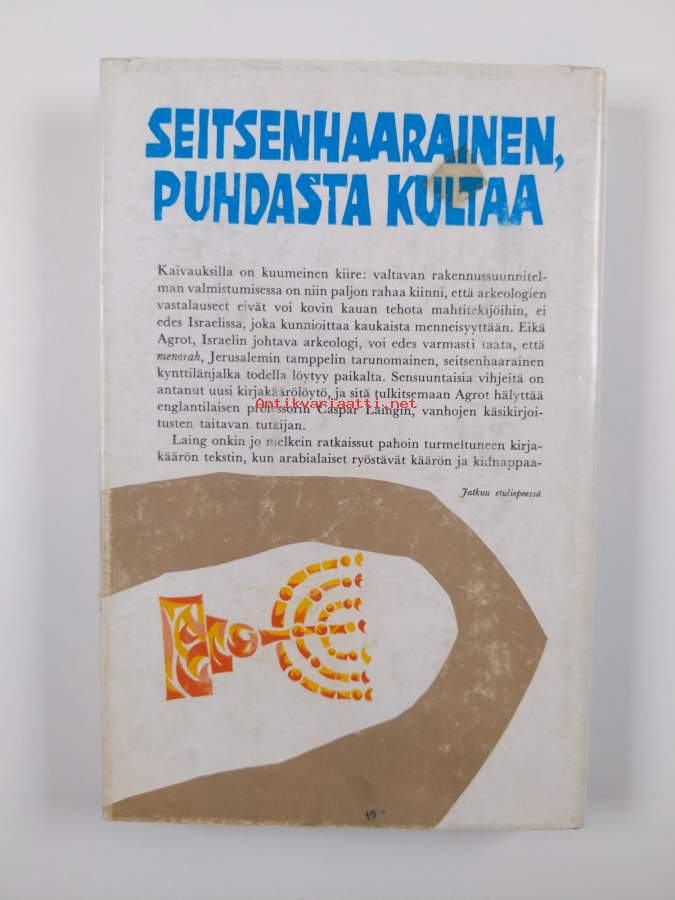 SEITSENHAARAINEN,
PUHDASTA KULTAA
Kaivauksilla on kuumeinen kiire: valtavan rakennussuunnitel-
man valmistumisessa on niin paljon rahaa kiinni, että arkeologien
vastalauseet eivät voi kovin kauan tehota mahtitekijöihin, ei
edes Israelissa, joka kunnioittaa kaukaista menneisyyttään. Eikä
Agrot, Israelin johtava arkeologi, voi edes varmasti taata, että
menorah, Jerusalemin tamppelin tarunomainen, seitsenhaarainen
kynttilänjalka todella löytyy paikalta. Sensuuntaisia vihjeitä on
antanut uusi kirjakäärölöytö, ja sitä tulkitsemaan Agrot hälyttää
Antikvariaatti.net
englantilaisen professorin Caspar Laingin, vanhojen käsikirjoi-
tusten taitavan tutkijan.
Laing onkin jo melkein ratkaissut pahoin turmeltuneen kirja-
käärön tekstin, kun arabialaiset ryöstävät käärön ja kidnappaa-
Jatkuu etuliepeessä
15-